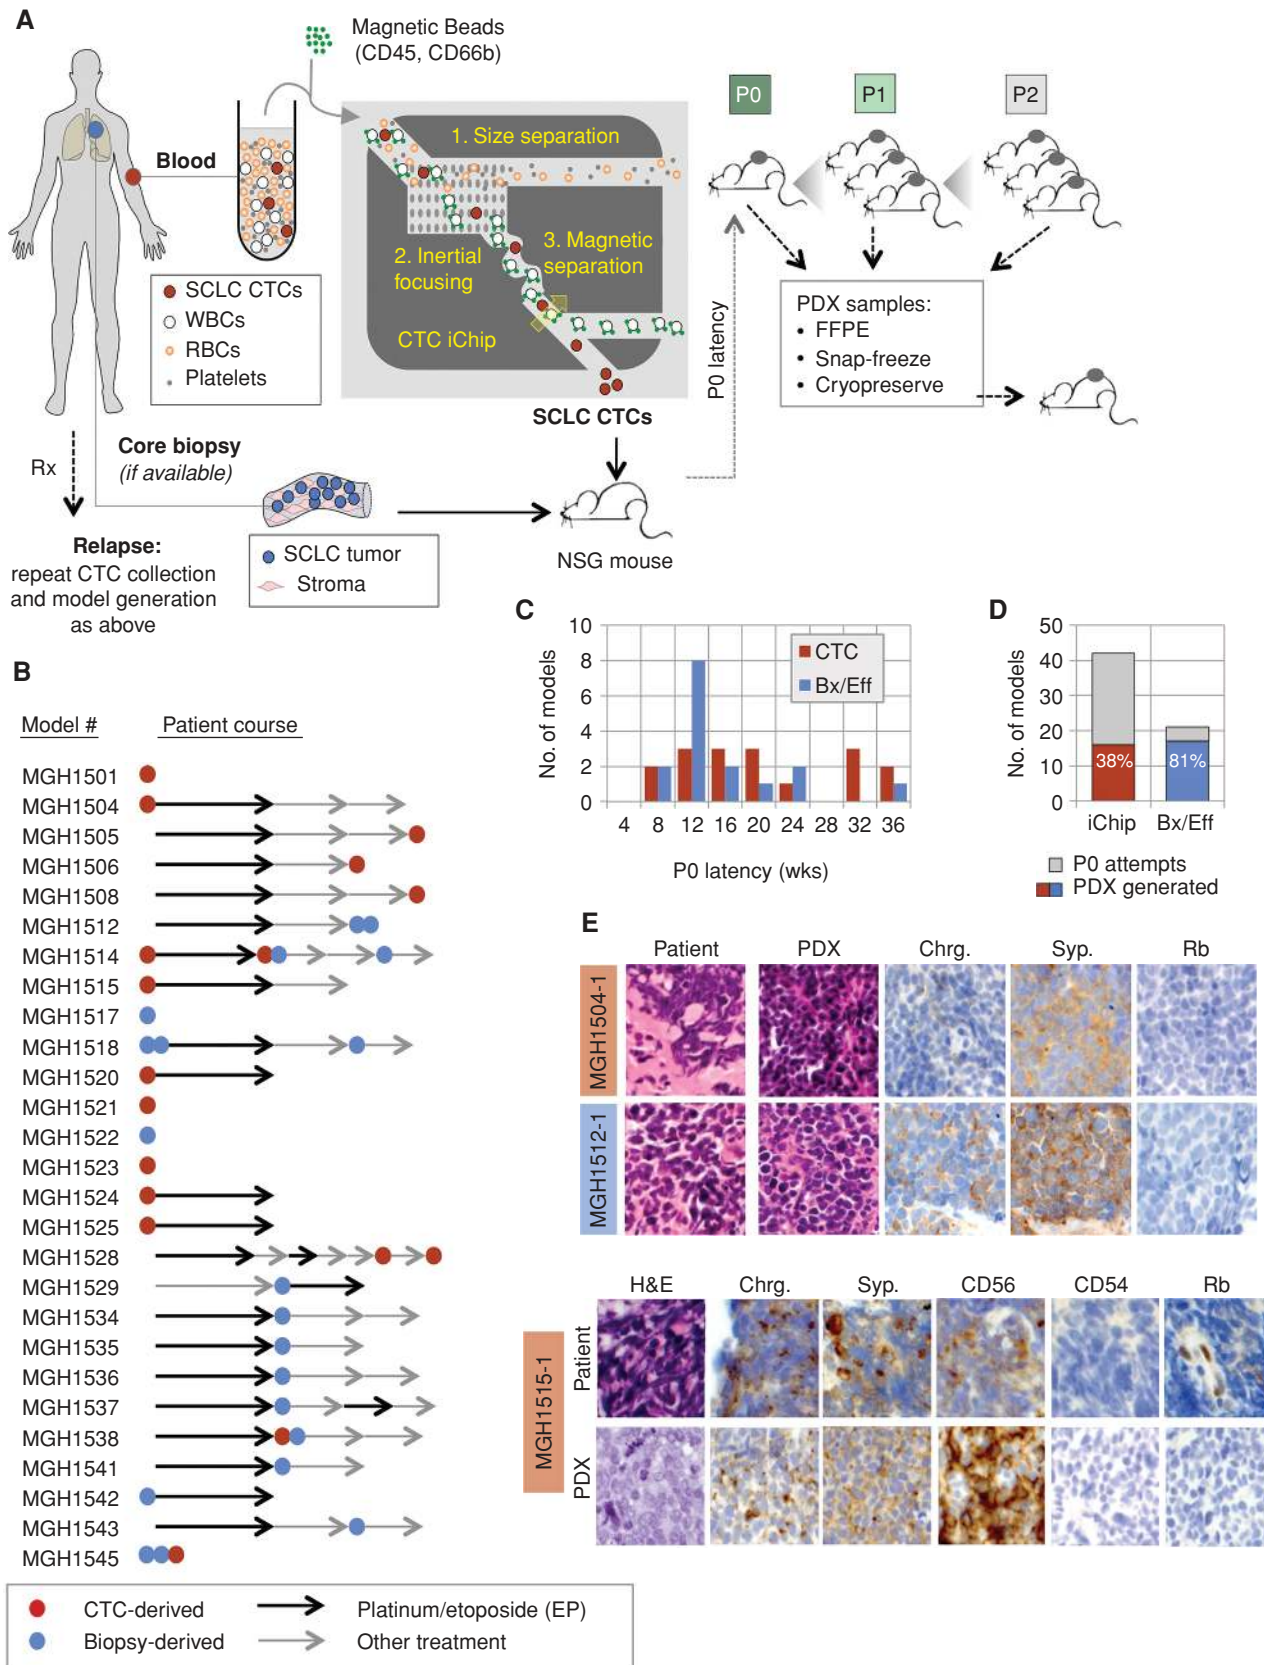 A
Magnetic Beads
(CD45, CD66b)
P0
P1
P2
Blood
1. Size separation
2. Inertial
focusing
3. Magnetic
separation
CTC iChip
SCLC CTCs
WBCs
RBCs
Platelets
P0 latency
PDX samples:
• FFPE
• Snap-freeze
• Cryopreserve
SCLC CTCs
Rx
Core biopsy
(if available)
NSG mouse
Relapse:
repeat CTC collection
and model generation
as above
SCLC tumor
Stroma
B
Model #
Patient course
MGH1501
MGH1504
MGH1505
MGH1506
MGH1508
MGH1512
MGH1514
MGH1515
MGH1517
MGH1518
MGH1520
MGH1521
MGH1522
MGH1523
MGH1524
MGH1525
MGH1528
MGH1529
MGH1534
MGH1535
MGH1536
MGH1537
MGH1538
MGH1541
MGH1542
MGH1543
MGH1545
CTC-derived
Platinum/etoposide (EP)
Biopsy-derived
Other treatment
C
No. of models
10
8
6
4
2
0
CTC
Bx/Eff
4 8 12 16 20 24 28 32 36
P0 latency (wks)
D
No. of models
50
40
30
20
10
0
38%
81%
iChip Bx/Eff
P0 attempts
PDX generated
E
Patient PDX Chrg. Syp. Rb
MGH1504-1
MGH1512-1
H&E Chrg. Syp. CD56 CD54 Rb
MGH1515-1
Patient
PDX